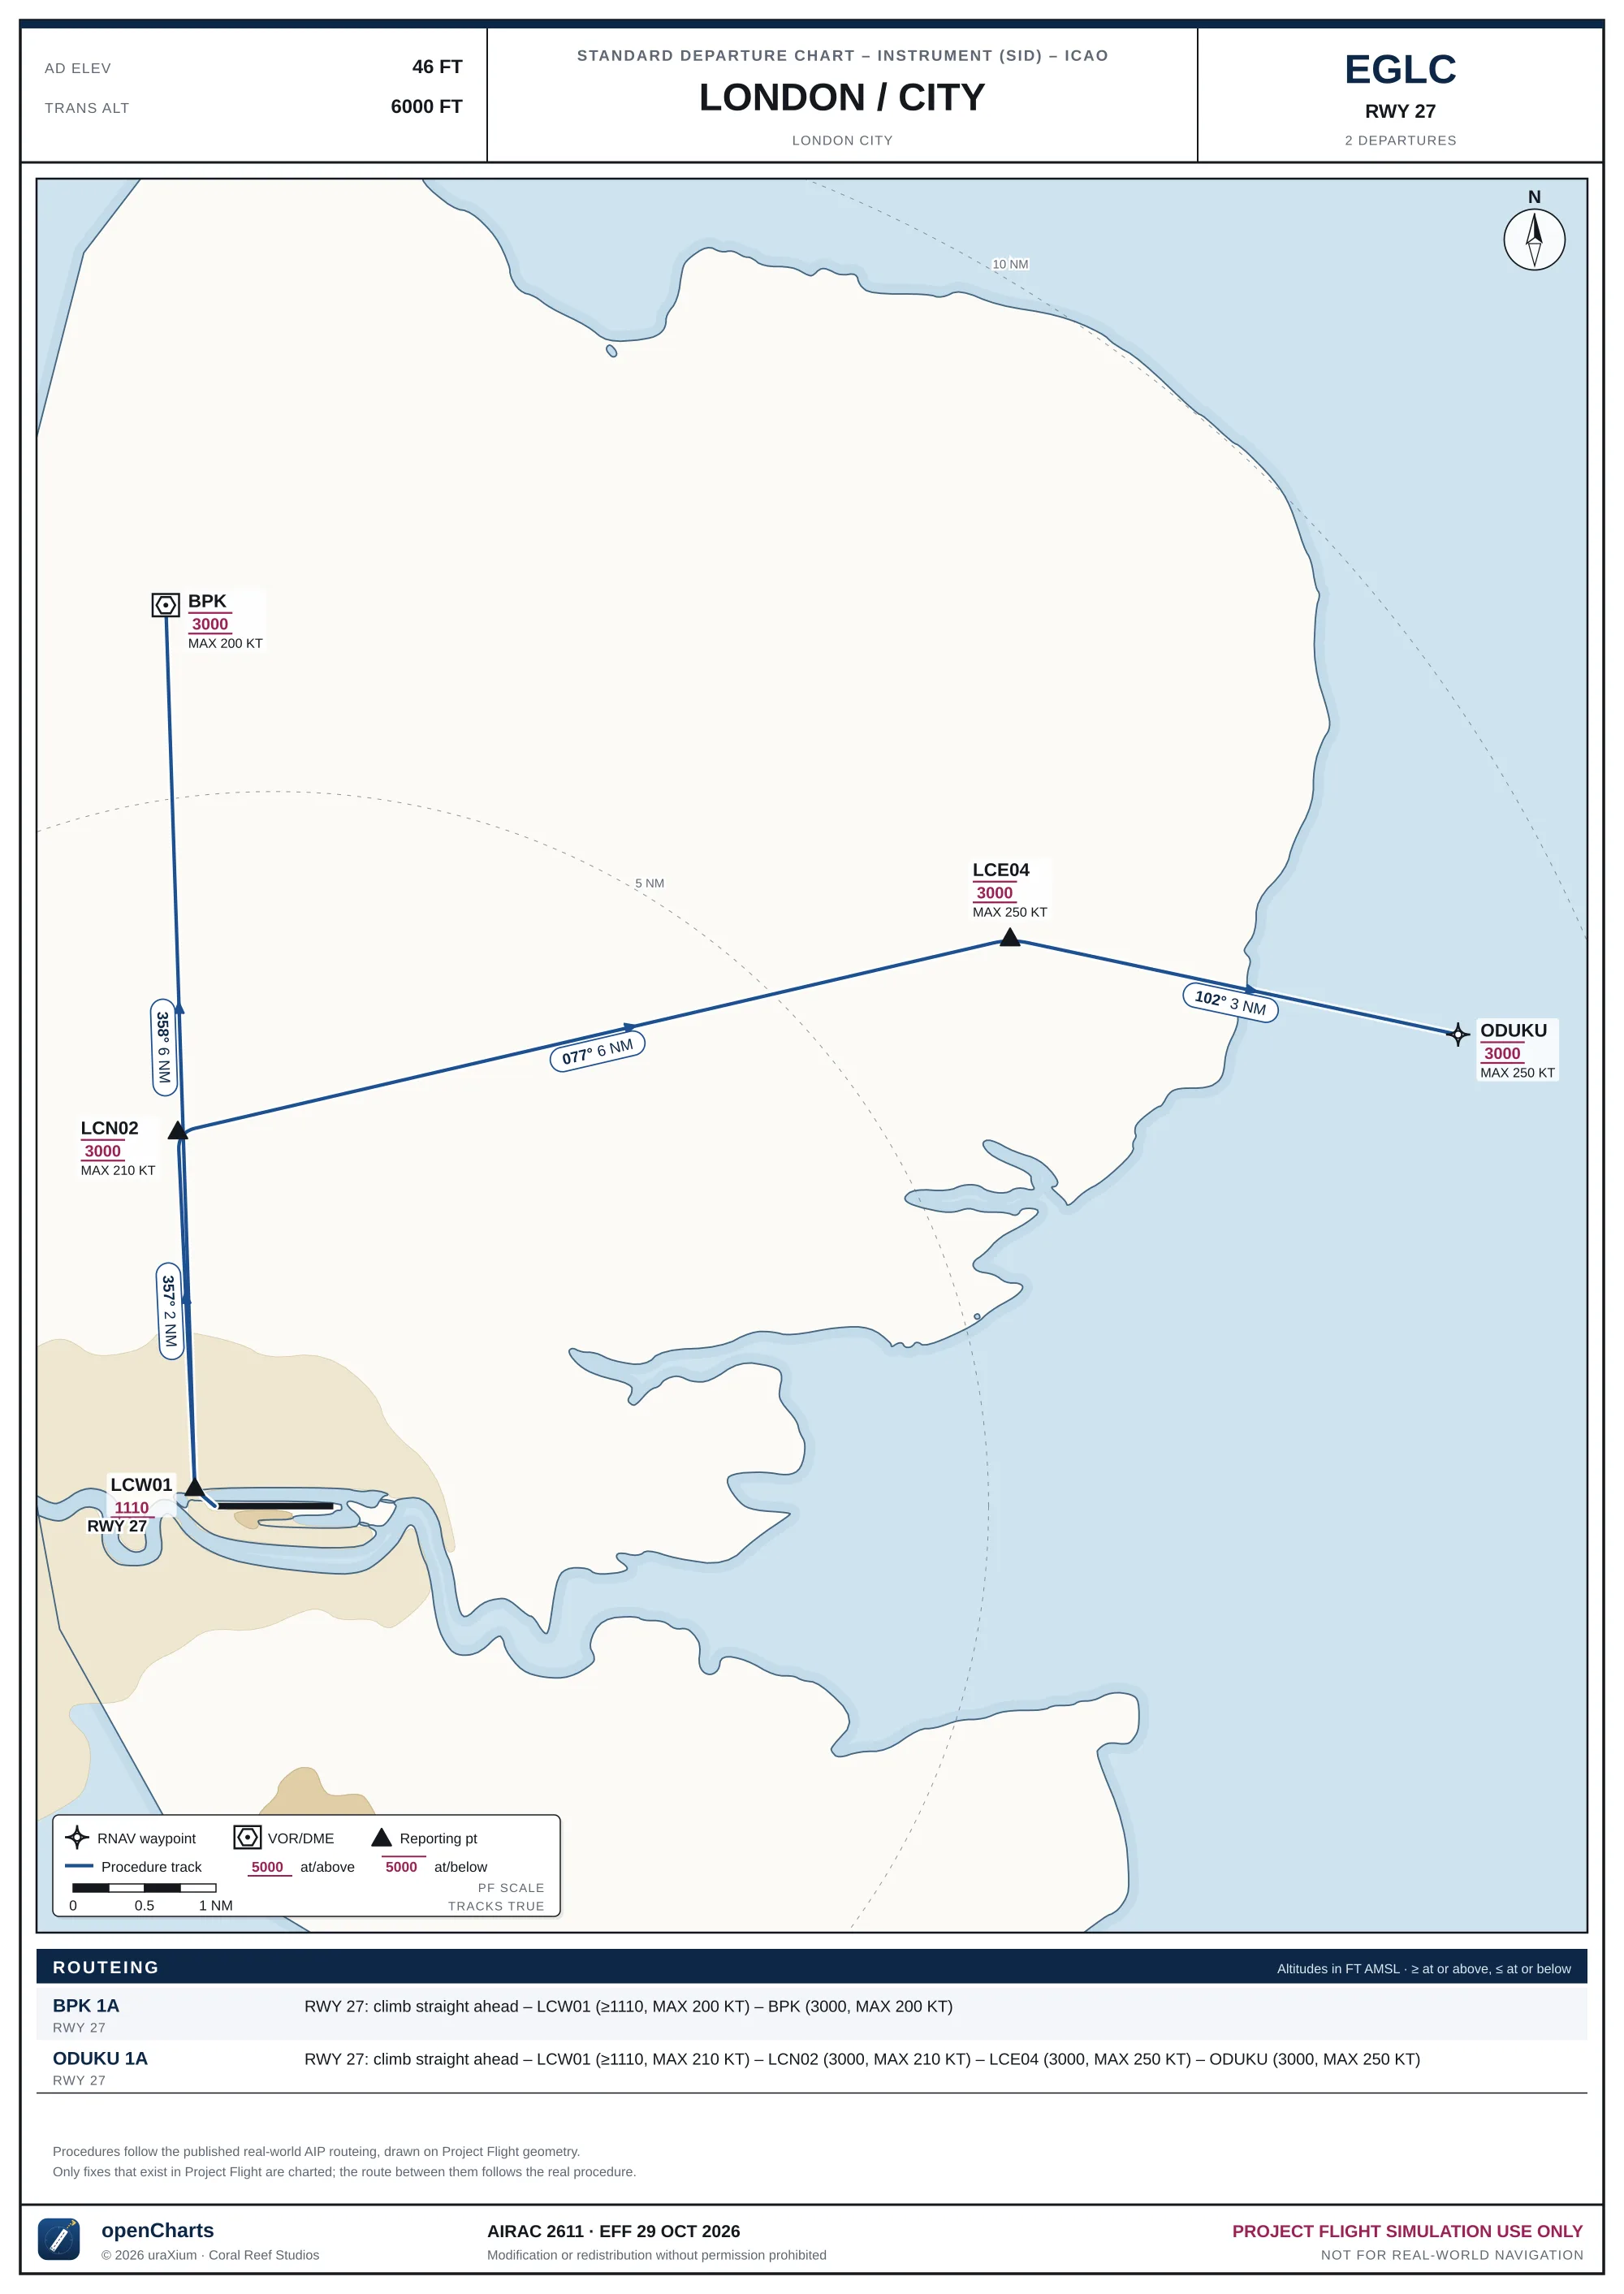 AD ELEV 46 FT
TRANS ALT 6000 FT
STANDARD DEPARTURE CHART – INSTRUMENT (SID) – ICAO
LONDON / CITY
LONDON CITY
EGLC
RWY 27
2 DEPARTURES
N
10 NM
BPK
3000
MAX 200 KT
5 NM
LCE04
3000
MAX 250 KT
358° 6 NM
077° 6 NM
102° 3 NM
ODUKU
3000
MAX 250 KT
LCN02
3000
MAX 210 KT
357° 2 NM
LCW01
1110
RWY 27
RNAV waypoint VOR/DME Reporting pt
Procedure track 5000 at/above 5000 at/below
PF SCALE
0 0.5 1 NM TRACKS TRUE
ROUTEING Altitudes in FT AMSL · ≥ at or above, ≤ at or below
BPK 1A RWY 27: climb straight ahead – LCW01 (≥1110, MAX 200 KT) – BPK (3000, MAX 200 KT)
RWY 27
ODUKU 1A RWY 27: climb straight ahead – LCW01 (≥1110, MAX 210 KT) – LCN02 (3000, MAX 210 KT) – LCE04 (3000, MAX 250 KT) – ODUKU (3000, MAX 250 KT)
RWY 27
Procedures follow the published real-world AIP routeing, drawn on Project Flight geometry.
Only fixes that exist in Project Flight are charted; the route between them follows the real procedure.
openCharts AIRAC 2611 · EFF 29 OCT 2026 PROJECT FLIGHT SIMULATION USE ONLY
© 2026 uraXium · Coral Reef Studios Modification or redistribution without permission prohibited NOT FOR REAL-WORLD NAVIGATION